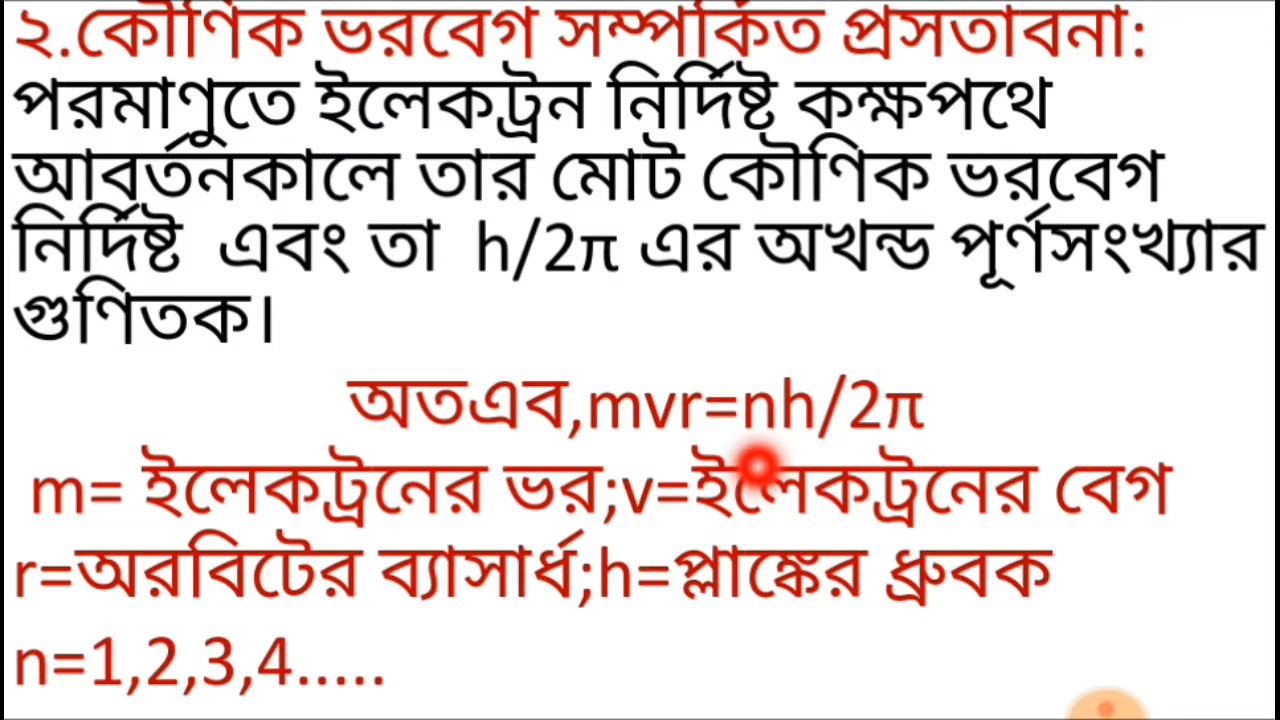 ২.কৌণিক ভরবেগ সম্পর্কিত প্রসতাবনা:
পরমাণুতে ইলেকট্রন নির্দিষ্ট কক্ষপথে
আবর্তনকালে তার মোট কৌণিক ভরবেগ
নির্দিষ্ট এবং তা h/2π এর অখন্ড পূর্ণসংখ্যার
গুণিতক।
অতএব,mvr=nh/2π
m= ইলেকট্রনের ভর;v=ইলেকট্রনের বেগ
r=অরবিটের ব্যাসার্ধ;h=প্লাঙ্কের ধ্রুবক
n=1,2,3,4.....